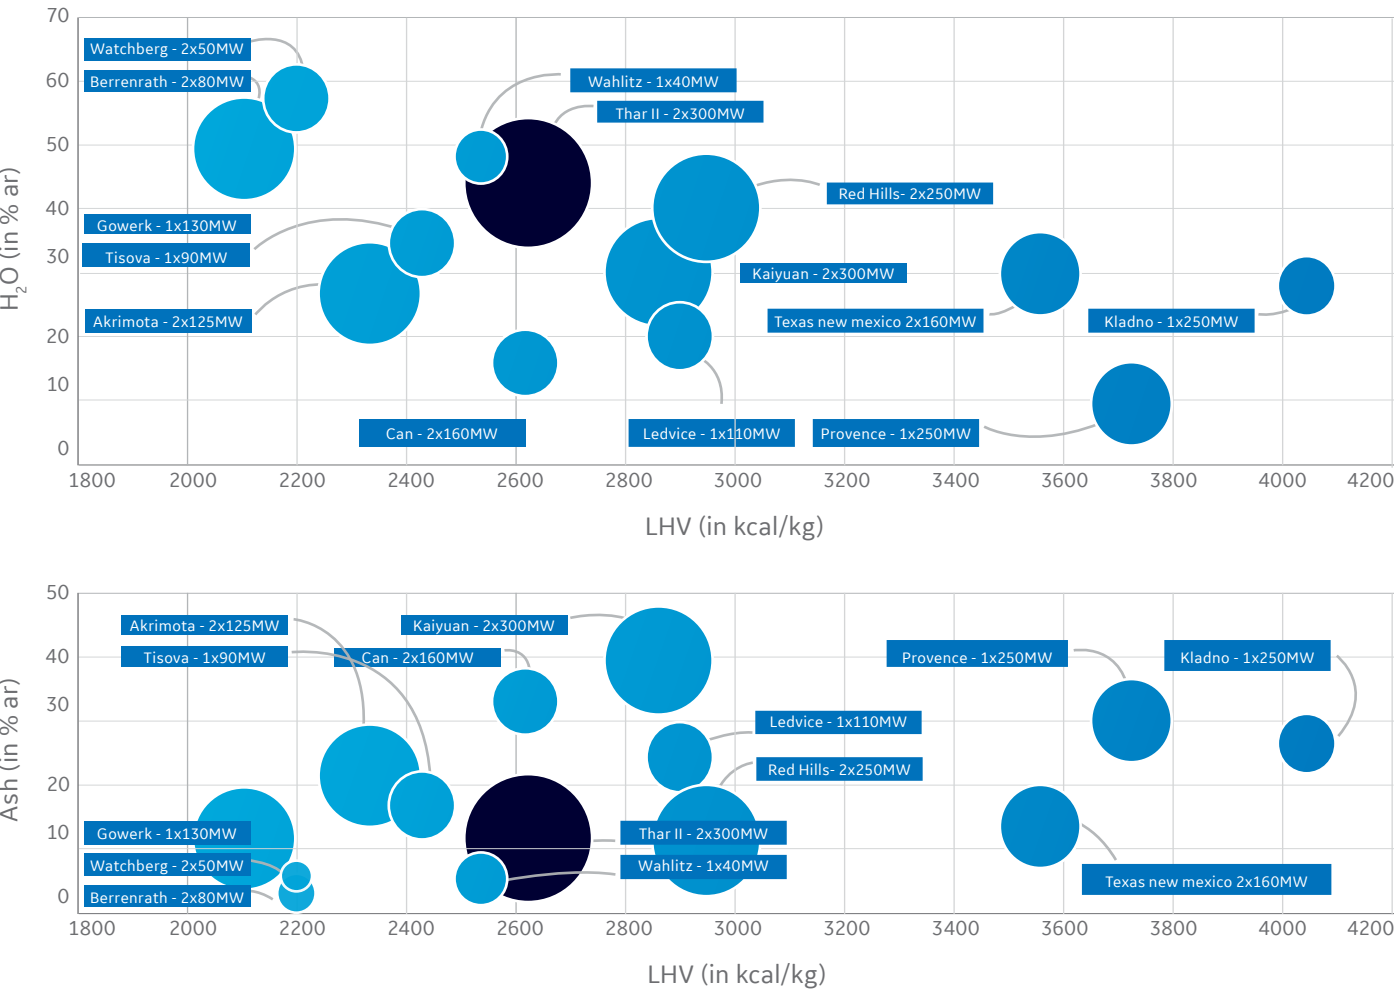 70
Watchberg - 2x50MW
Berrenrath - 2x80MW
60
Wahlitz - 1x40MW
Thar II - 2x300MW
50
Red Hills- 2x250MW
40
Gowerk - 1x130MW
Tisova - 1x90MW
30
Kaiyuan - 2x300MW
Akrimota - 2x125MW
Texas new mexico 2x160MW
Kladno - 1x250MW
20
10
Can - 2x160MW
Ledvice - 1x110MW
Provence - 1x250MW
0
H2O (in % ar)
1800 2000 2200 2400 2600 2800 3000 3200 3400 3600 3800 4000 4200
LHV (in kcal/kg)
50
Akrimota - 2x125MW
Kaiyuan - 2x300MW
40
Tisova - 1x90MW
Can - 2x160MW
Provence - 1x250MW
Kladno - 1x250MW
30
Ledvice - 1x110MW
Red Hills- 2x250MW
20
10
Gowerk - 1x130MW
Thar II - 2x300MW
Watchberg - 2x50MW
Wahlitz - 1x40MW
Texas new mexico 2x160MW
Berrenrath - 2x80MW
0
Ash (in % ar)
1800 2000 2200 2400 2600 2800 3000 3200 3400 3600 3800 4000 4200
LHV (in kcal/kg)